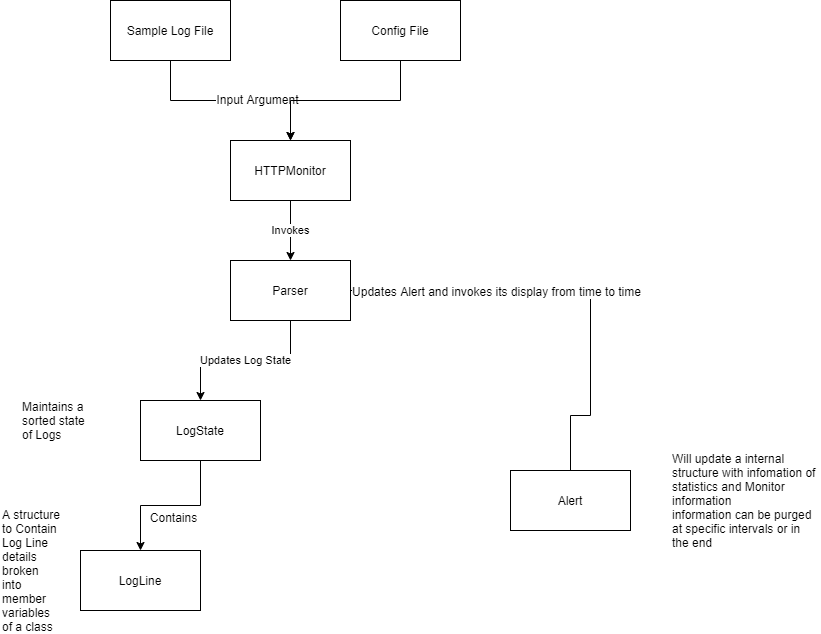 Sample Log File
Config File
Input Argument
HTTPMonitor
Invokes
Parser
Updates Alert and invokes its display from time to time
Updates Log State
Maintains a
sorted state
of Logs
LogState
Will update a internal
structure with infomation of
statistics and Monitor
information
information can be purged
at specific intervals or in
the end
Alert
A structure
to Contain
Log Line
details
broken
into
member
variables
of a class
Contains
LogLine